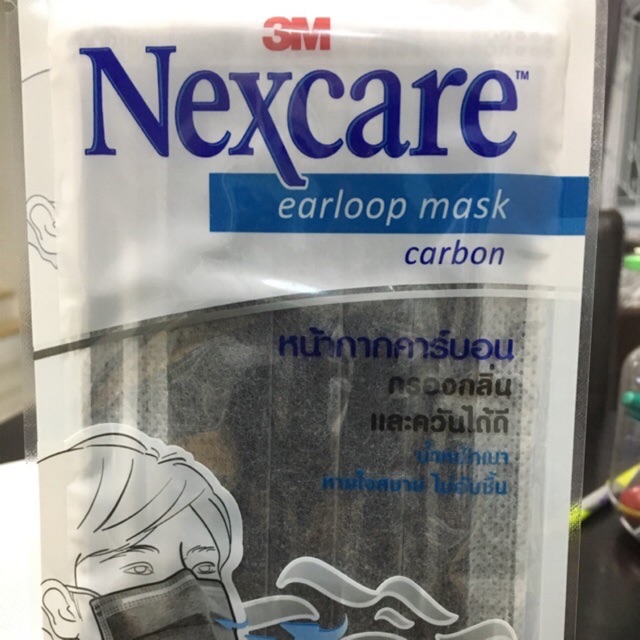 3M
Nexcare™
earloop mask
carbon
หน้ากากคาร์บอน
กรองกลิ่น
และควันได้ดี
น้ำหนักเบา
หายใจสบาย ไม่อับชื้น